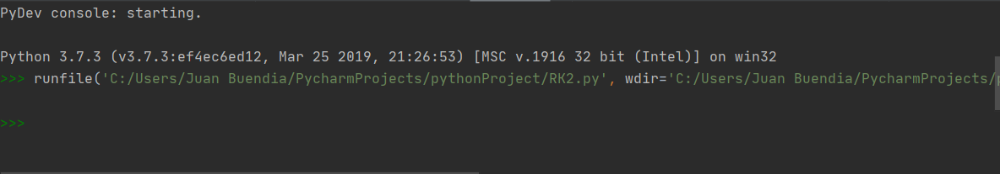 PyDev console: starting.
Python 3.7.3 (v3.7.3:ef4ec6ed12, Mar 25 2019, 21:26:53) [MSC v.1916 32 bit (Intel)] on win32
>>> runfile('C:/Users/Juan Buendia/PycharmProjects/pythonProject/RK2.py', wdir='C:/Users/Juan Buendia/PycharmProjects/p
>>>